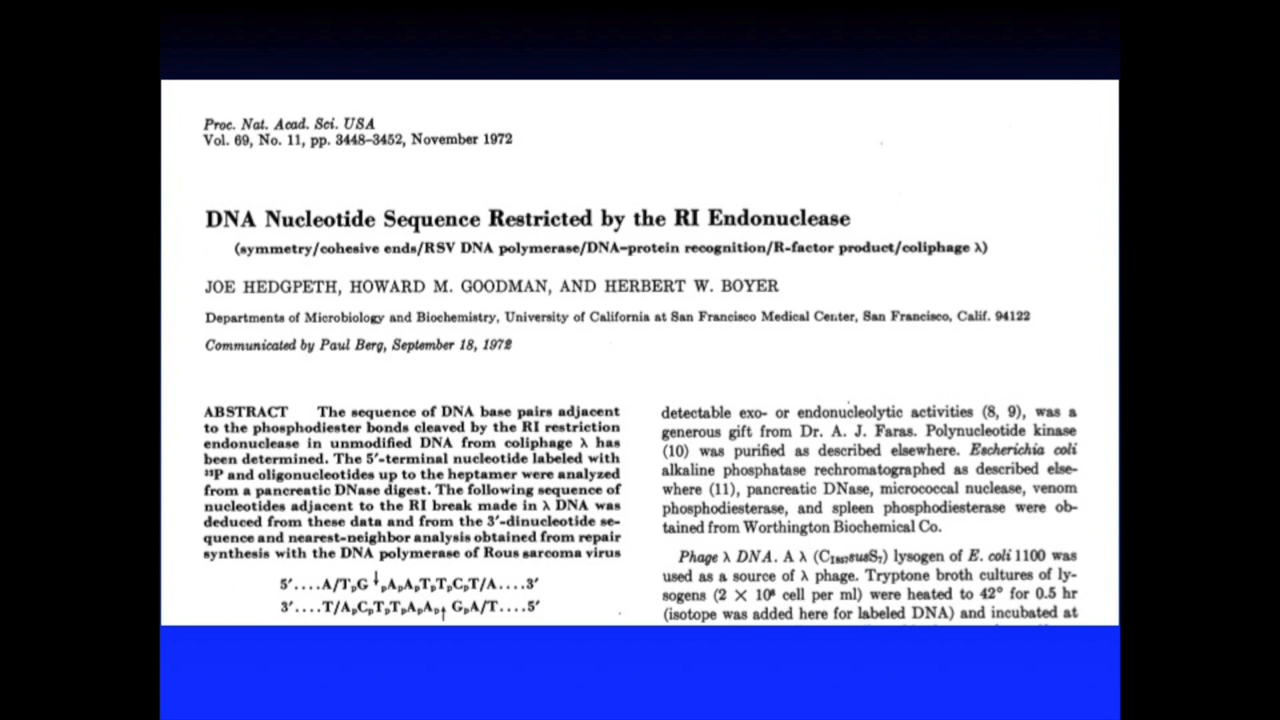 Proc. Nat. Acad. Sci. USA
Vol. 69, No. 11, pp. 3448–3452, November 1972
DNA Nucleotide Sequence Restricted by the RI Endonuclease
(symmetry/cohesive ends/RSV DNA polymerase/DNA–protein recognition/R-factor product/coliphage λ)
JOE HEDGPETH, HOWARD M. GOODMAN, AND HERBERT W. BOYER
Departments of Microbiology and Biochemistry, University of California at San Francisco Medical Center, San Francisco, Calif. 94122
Communicated by Paul Berg, September 18, 1972
ABSTRACT The sequence of DNA base pairs adjacent
to the phosphodiester bonds cleaved by the RI restriction
endonuclease in unmodified DNA from coliphage λ has
been determined. The 5′-terminal nucleotide labeled with
³²P and oligonucleotides up to the heptamer were analyzed
from a pancreatic DNase digest. The following sequence of
nucleotides adjacent to the RI break made in λ DNA was
deduced from these data and from the 3′-dinucleotide se-
quence and nearest-neighbor analysis obtained from repair
synthesis with the DNA polymerase of Rous sarcoma virus
5′....A/TpG ↓pApApTpTpCpT/A....3′
3′....T/ApCpTpTpApAp↑ GpA/T....5′
detectable exo- or endonucleolytic activities (8, 9), was a
generous gift from Dr. A. J. Faras. Polynucleotide kinase
(10) was purified as described elsewhere. Escherichia coli
alkaline phosphatase rechromatographed as described else-
where (11), pancreatic DNase, micrococcal nuclease, venom
phosphodiesterase, and spleen phosphodiesterase were ob-
tained from Worthington Biochemical Co.
Phage λ DNA. A λ lysogen of E. coli 1100 was
used as a source of λ phage. Tryptone broth cultures of ly-
sogens (2 × 10⁸ cell per ml) were heated to 42° for 0.5 hr
(isotope was added here for labeled DNA) and incubated at